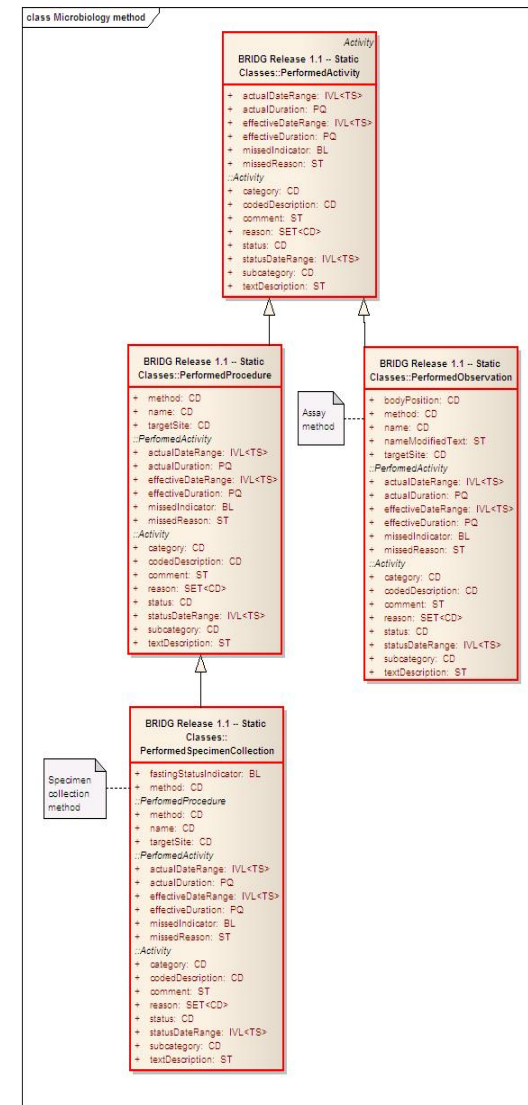 class Microbiology method
Activity
BRIDG Release 1.1 -- Static
Classes::PerformedActivity
+ actualDateRange: IVL<TS>
+ actualDuration: PQ
+ effectiveDateRange: IVL<TS>
+ effectiveDuration: PQ
+ missedIndicator: BL
+ missedReason: ST
::Activity
+ category: CD
+ codedDescription: CD
+ comment: ST
+ reason: SET<CD>
+ status: CD
+ statusDateRange: IVL<TS>
+ subcategory: CD
+ textDescription: ST
BRIDG Release 1.1 -- Static
Classes::PerformedProcedure
+ method: CD
+ name: CD
+ targetSite: CD
::PerformedActivity
+ actualDateRange: IVL<TS>
+ actualDuration: PQ
+ effectiveDateRange: IVL<TS>
+ effectiveDuration: PQ
+ missedIndicator: BL
+ missedReason: ST
::Activity
+ category: CD
+ codedDescription: CD
+ comment: ST
+ reason: SET<CD>
+ status: CD
+ statusDateRange: IVL<TS>
+ subcategory: CD
+ textDescription: ST
Assay
method
BRIDG Release 1.1 -- Static
Classes::PerformedObservation
+ bodyPosition: CD
+ method: CD
+ name: CD
+ nameModifiedText: ST
+ targetSite: CD
::PerformedActivity
+ actualDateRange: IVL<TS>
+ actualDuration: PQ
+ effectiveDateRange: IVL<TS>
+ effectiveDuration: PQ
+ missedIndicator: BL
+ missedReason: ST
::Activity
+ category: CD
+ codedDescription: CD
+ comment: ST
+ reason: SET<CD>
+ status: CD
+ statusDateRange: IVL<TS>
+ subcategory: CD
+ textDescription: ST
Specimen
collection
method
BRIDG Release 1.1 -- Static
Classes::
PerformedSpecimenCollection
+ fastingStatusIndicator: BL
+ method: CD
::PerformedProcedure
+ method: CD
+ name: CD
+ targetSite: CD
::PerformedActivity
+ actualDateRange: IVL<TS>
+ actualDuration: PQ
+ effectiveDateRange: IVL<TS>
+ effectiveDuration: PQ
+ missedIndicator: BL
+ missedReason: ST
::Activity
+ category: CD
+ codedDescription: CD
+ comment: ST
+ reason: SET<CD>
+ status: CD
+ statusDateRange: IVL<TS>
+ subcategory: CD
+ textDescription: ST